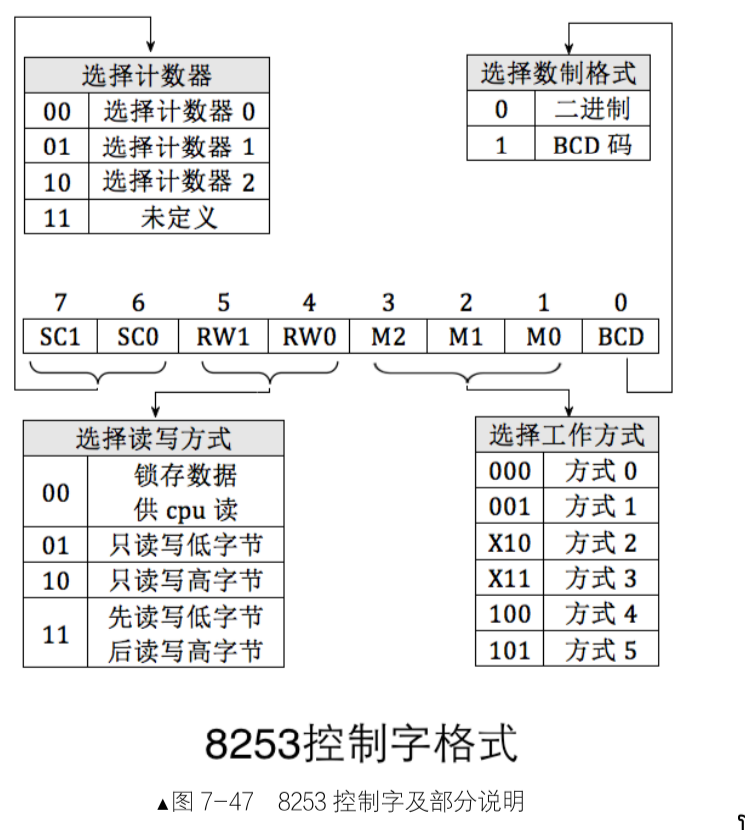 选择计数器
00 选择计数器 0
01 选择计数器 1
10 选择计数器 2
11 未定义
选择数制格式
0 二进制
1 BCD 码
7 6 5 4 3 2 1 0
SC1 SC0 RW1 RW0 M2 M1 M0 BCD
选择读写方式
00 锁存数据
供 cpu 读
01 只读写低字节
10 只读写高字节
11 先读写低字节
后读写高字节
选择工作方式
000 方式 0
001 方式 1
X10 方式 2
X11 方式 3
100 方式 4
101 方式 5
8253控制字格式
▲图 7-47 8253 控制字及部分说明